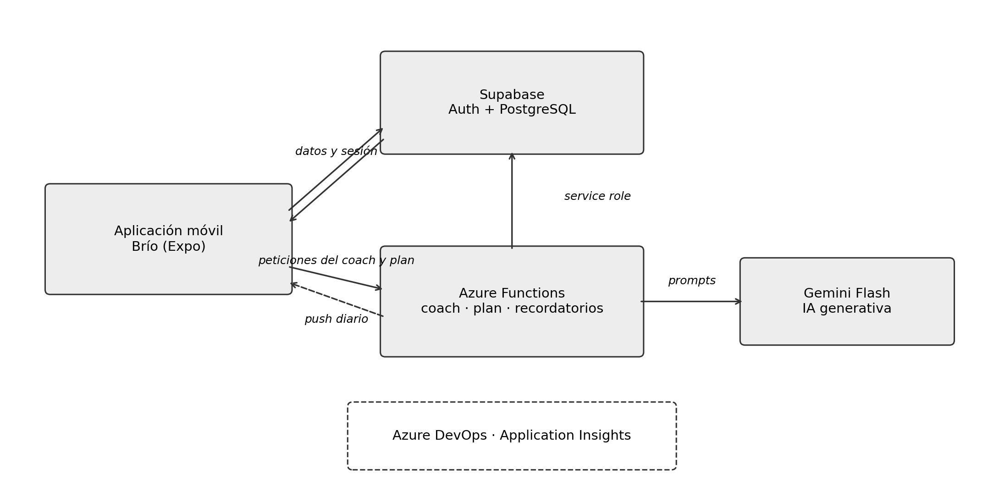 Supabase
Auth + PostgreSQL
datos y sesión
service role
Aplicación móvil
Brío (Expo)
peticiones del coach y plan
push diario
Azure Functions
coach · plan · recordatorios
prompts
Gemini Flash
IA generativa
Azure DevOps · Application Insights